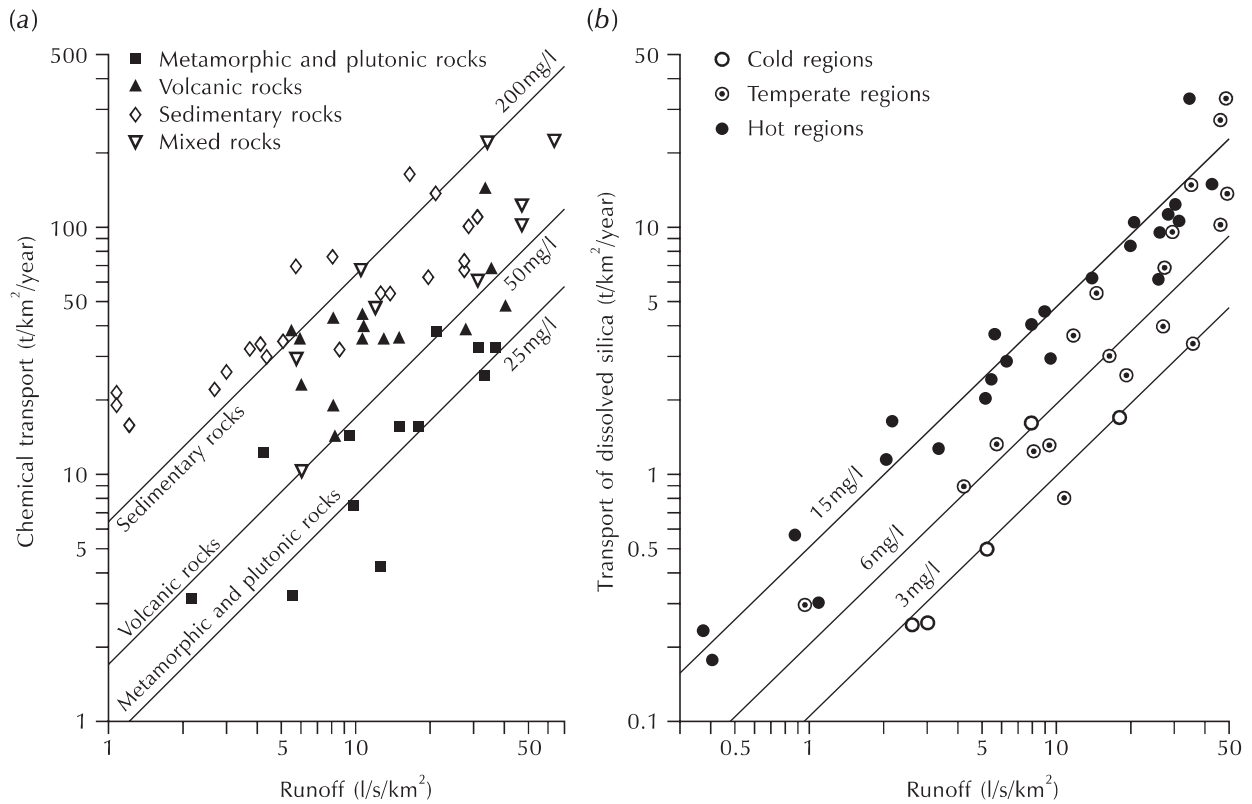 (a)
500
100
50
10
5
1
Chemical transport (t/km²/year)
Metamorphic and plutonic rocks
Volcanic rocks
Sedimentary rocks
Mixed rocks
200mg/l
50mg/l
25mg/l
Sedimentary rocks
Volcanic rocks
Metamorphic and plutonic rocks
1
5
10
50
Runoff (l/s/km²)
(b)
50
10
5
1
0.5
0.1
Transport of dissolved silica (t/km²/year)
Cold regions
Temperate regions
Hot regions
15mg/l
6mg/l
3mg/l
0.5
1
5
10
50
Runoff (l/s/km²)